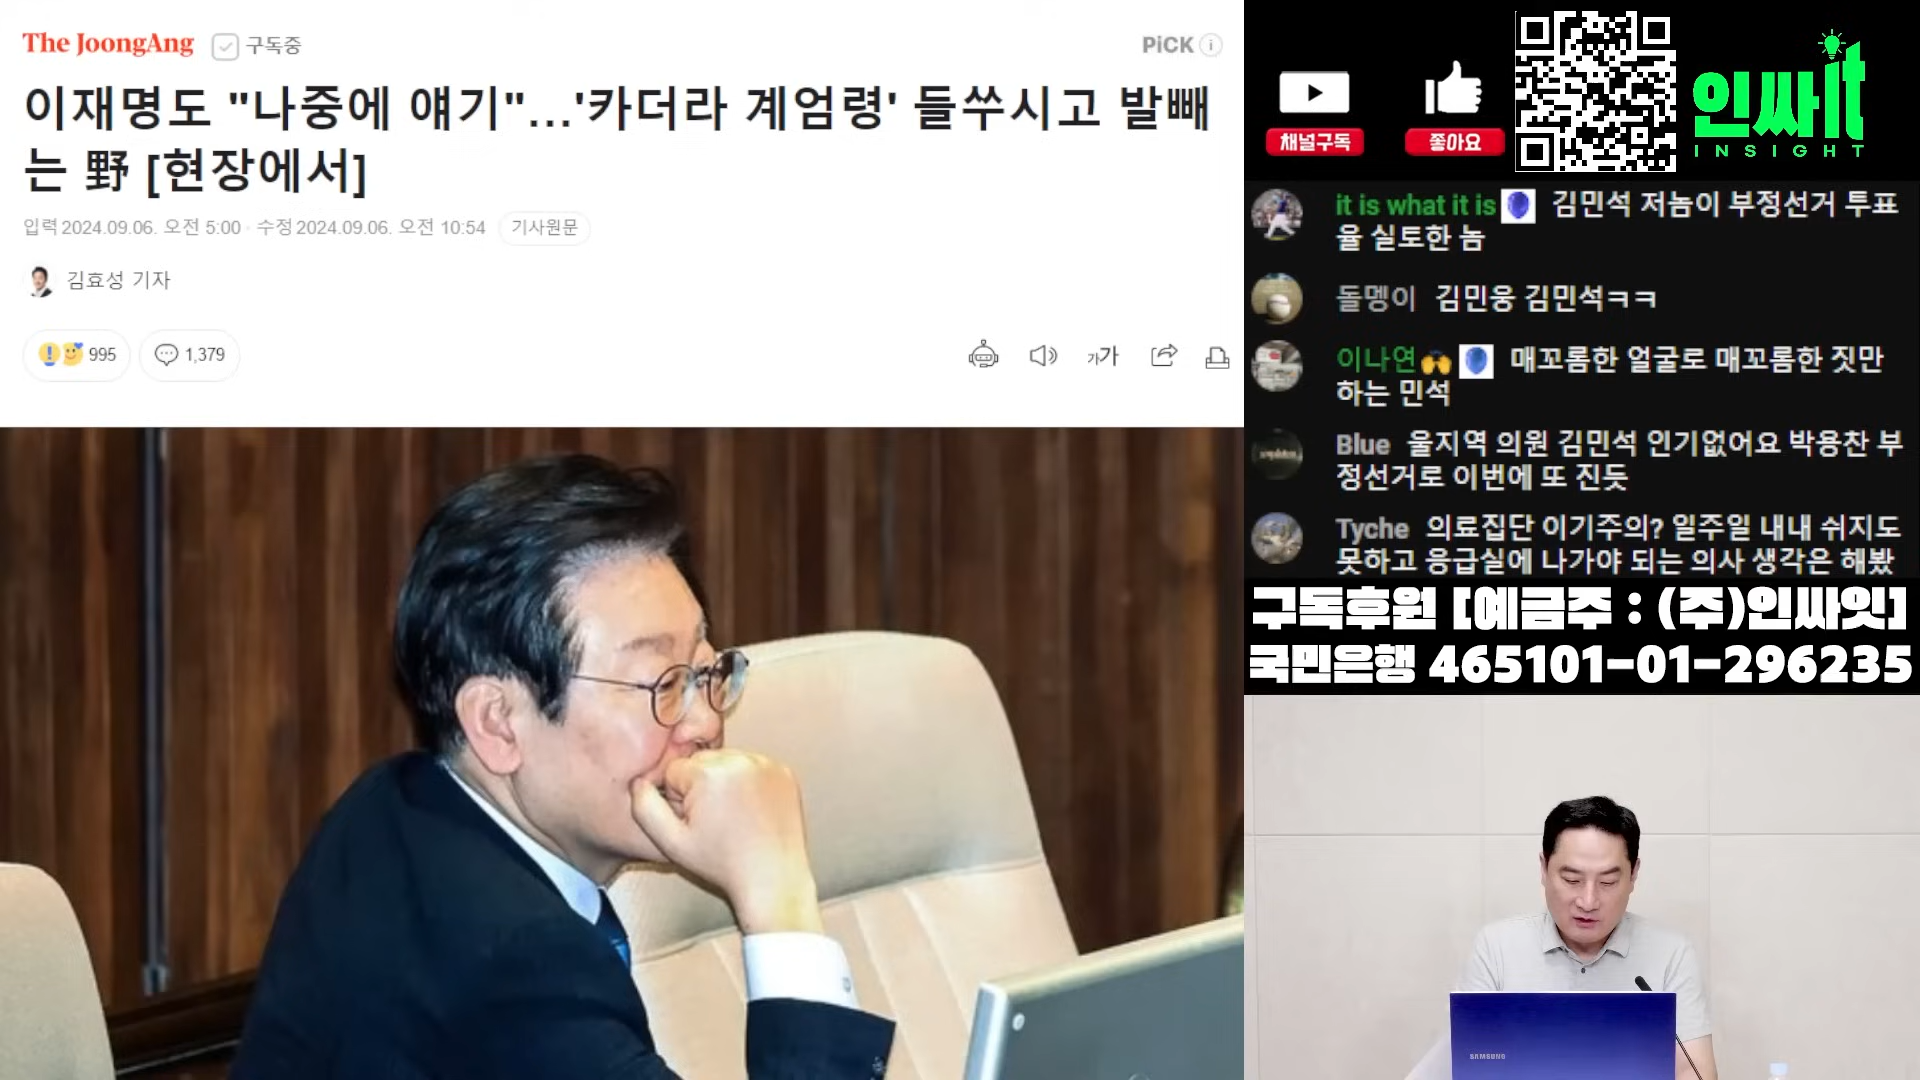 The JoongAng 구독중
PiCK
이재명도 "나중에 얘기"...'카더라 계엄령' 들쑤시고 발빼
는 野 [현장에서]
입력 2024.09.06. 오전 5:00 · 수정 2024.09.06. 오전 10:54 기사원문
김효성 기자
995 1,379
가가
채널구독
좋아요
인싸it
INSIGHT
it is what it is 김민석 저놈이 부정선거 투표
율 실토한 놈
돌멩이 김민웅 김민석ㅋㅋ
이나연 매꼬롬한 얼굴로 매꼬롬한 짓만
하는 민석
Blue 울지역 의원 김민석 인기없어요 박용찬 부
정선거로 이번에 또 진듯
Tyche 의료집단 이기주의? 일주일 내내 쉬지도
못하고 응급실에 나가야 되는 의사 생각은 해봤
구독후원 [예금주 : (주)인싸잇]
국민은행 465101-01-296235
SAMSUNG